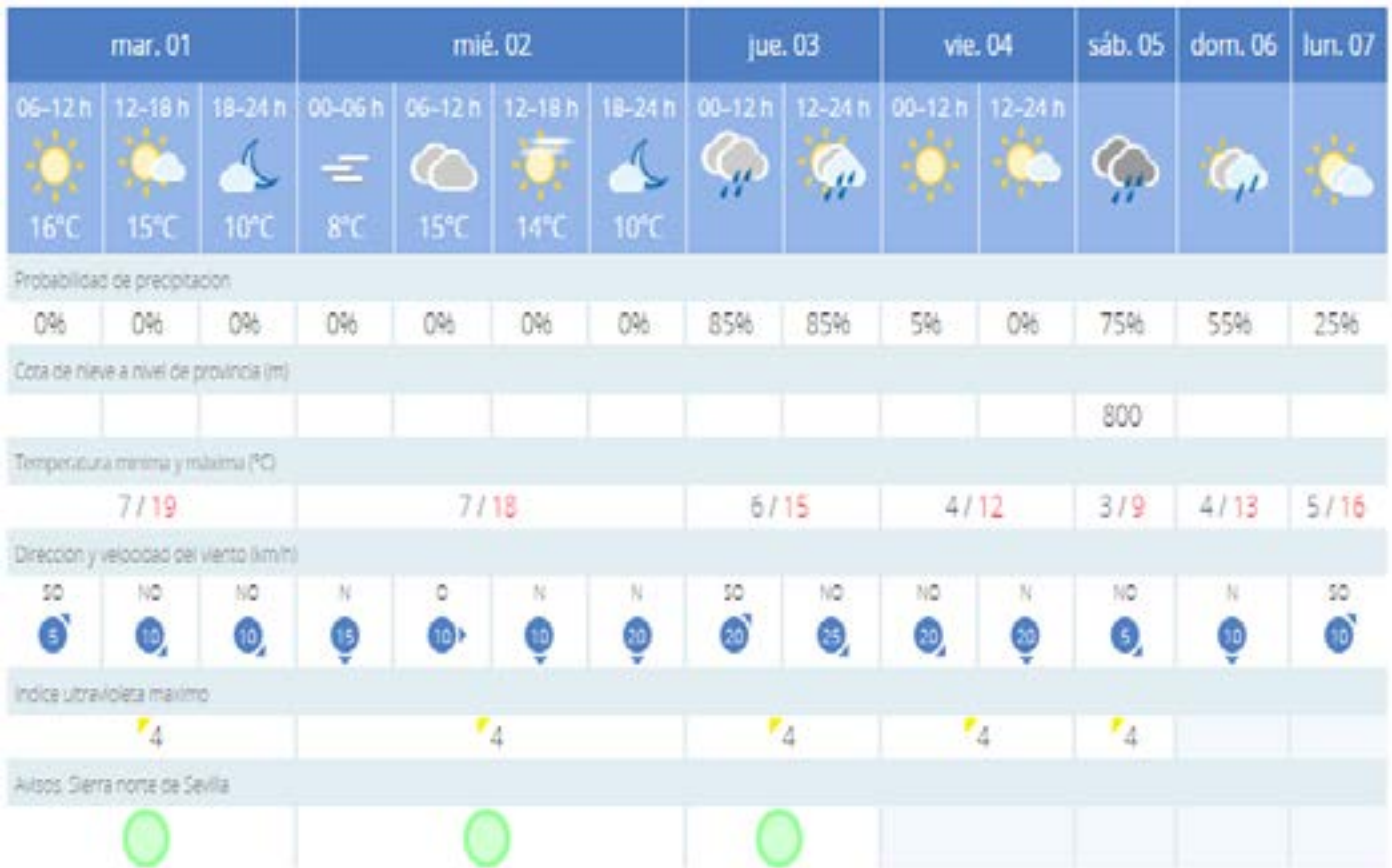 mar. 01 mié. 02 jue. 03 vie. 04 sáb. 05 dom. 06 lun. 07
06-12 h 12-18 h 18-24 h 00-06 h 06-12 h 12-18 h 18-24 h 00-12 h 12-24 h 00-12 h 12-24 h
16°C 15°C 10°C 8°C 15°C 14°C 10°C
Probabilidad de precipitación
0% 0% 0% 0% 0% 0% 0% 85% 85% 5% 0% 75% 55% 25%
Cota de nieve a nivel de provincia (m)
800
Temperatura mínima y máxima (°C)
7 / 19 7 / 18 6 / 15 4 / 12 3 / 9 4 / 13 5 / 16
Dirección y velocidad del viento (km/h)
SO NO NO N O N N SO NO NO N NO N SO
5 10 10 15 10 10 20 20 25 20 20 5 10 10
Indice ultravioleta maximo
4 4 4 4 4
Avisos. Sierra norte de Sevilla